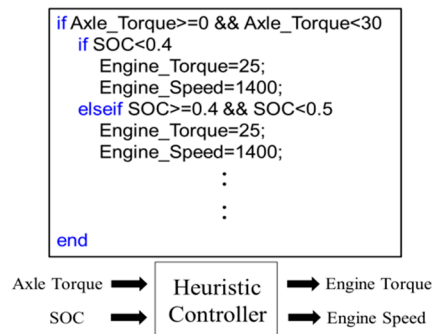 if Axle_Torque>=0 && Axle_Torque<30
if SOC<0.4
Engine_Torque=25;
Engine_Speed=1400;
elseif SOC>=0.4 && SOC<0.5
Engine_Torque=25;
Engine_Speed=1400;
:
:
end
Axle Torque Heuristic Engine Torque
SOC Controller Engine Speed